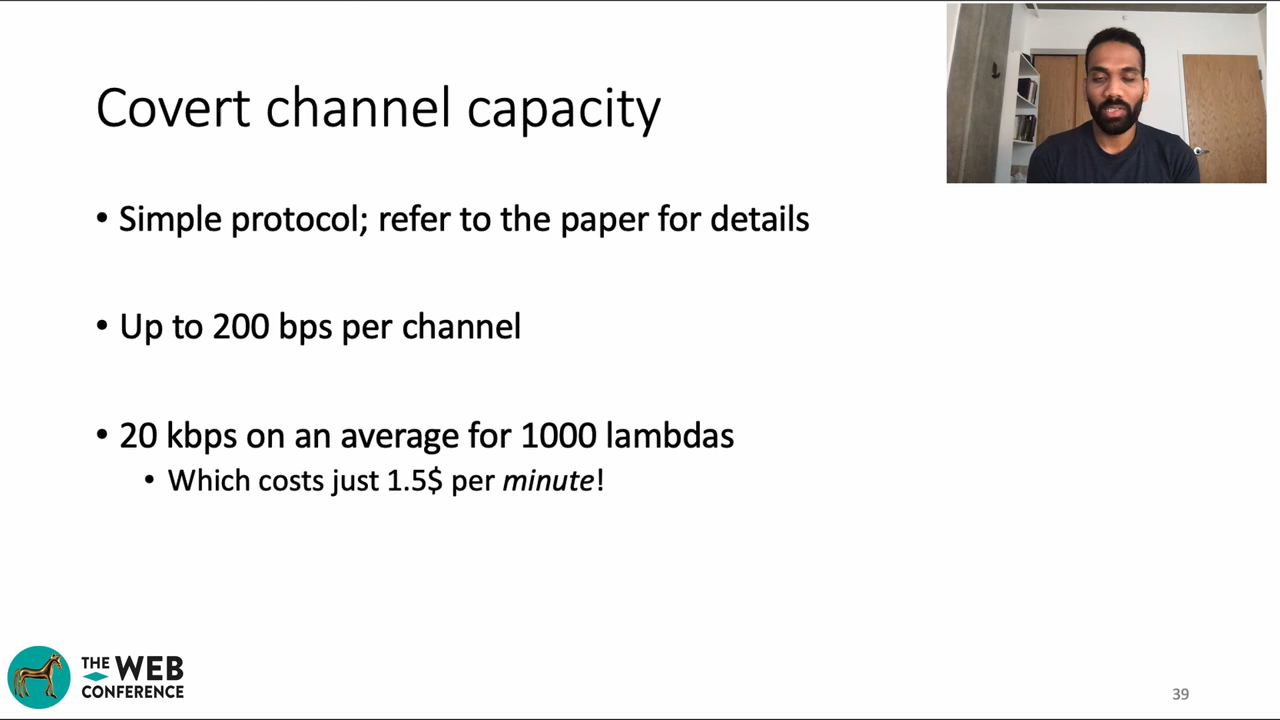 Covert channel capacity
• Simple protocol; refer to the paper for details
• Up to 200 bps per channel
• 20 kbps on an average for 1000 lambdas
• Which costs just 1.5$ per minute!
THE WEB
CONFERENCE
39